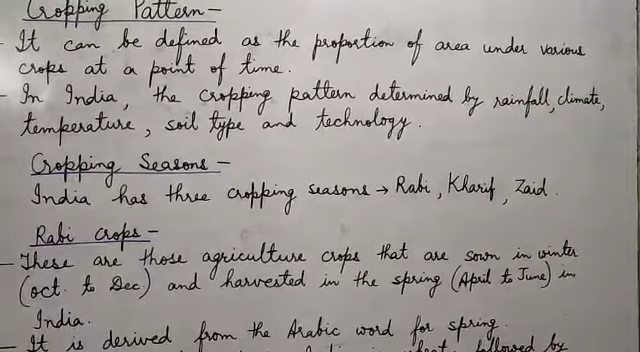 Cropping Pattern -
- It can be defined as the proportion of area under various
crops at a point of time.
- In India, the cropping pattern determined by rainfall, climate,
temperature, soil type and technology.
Cropping Seasons -
India has three cropping seasons → Rabi, Kharif, Zaid.
Rabi crops -
- These are those agriculture crops that are sown in winter
(oct. to Dec.) and harvested in the spring (April to June) in
India.
- It is derived from the Arabic word for spring.
followed by